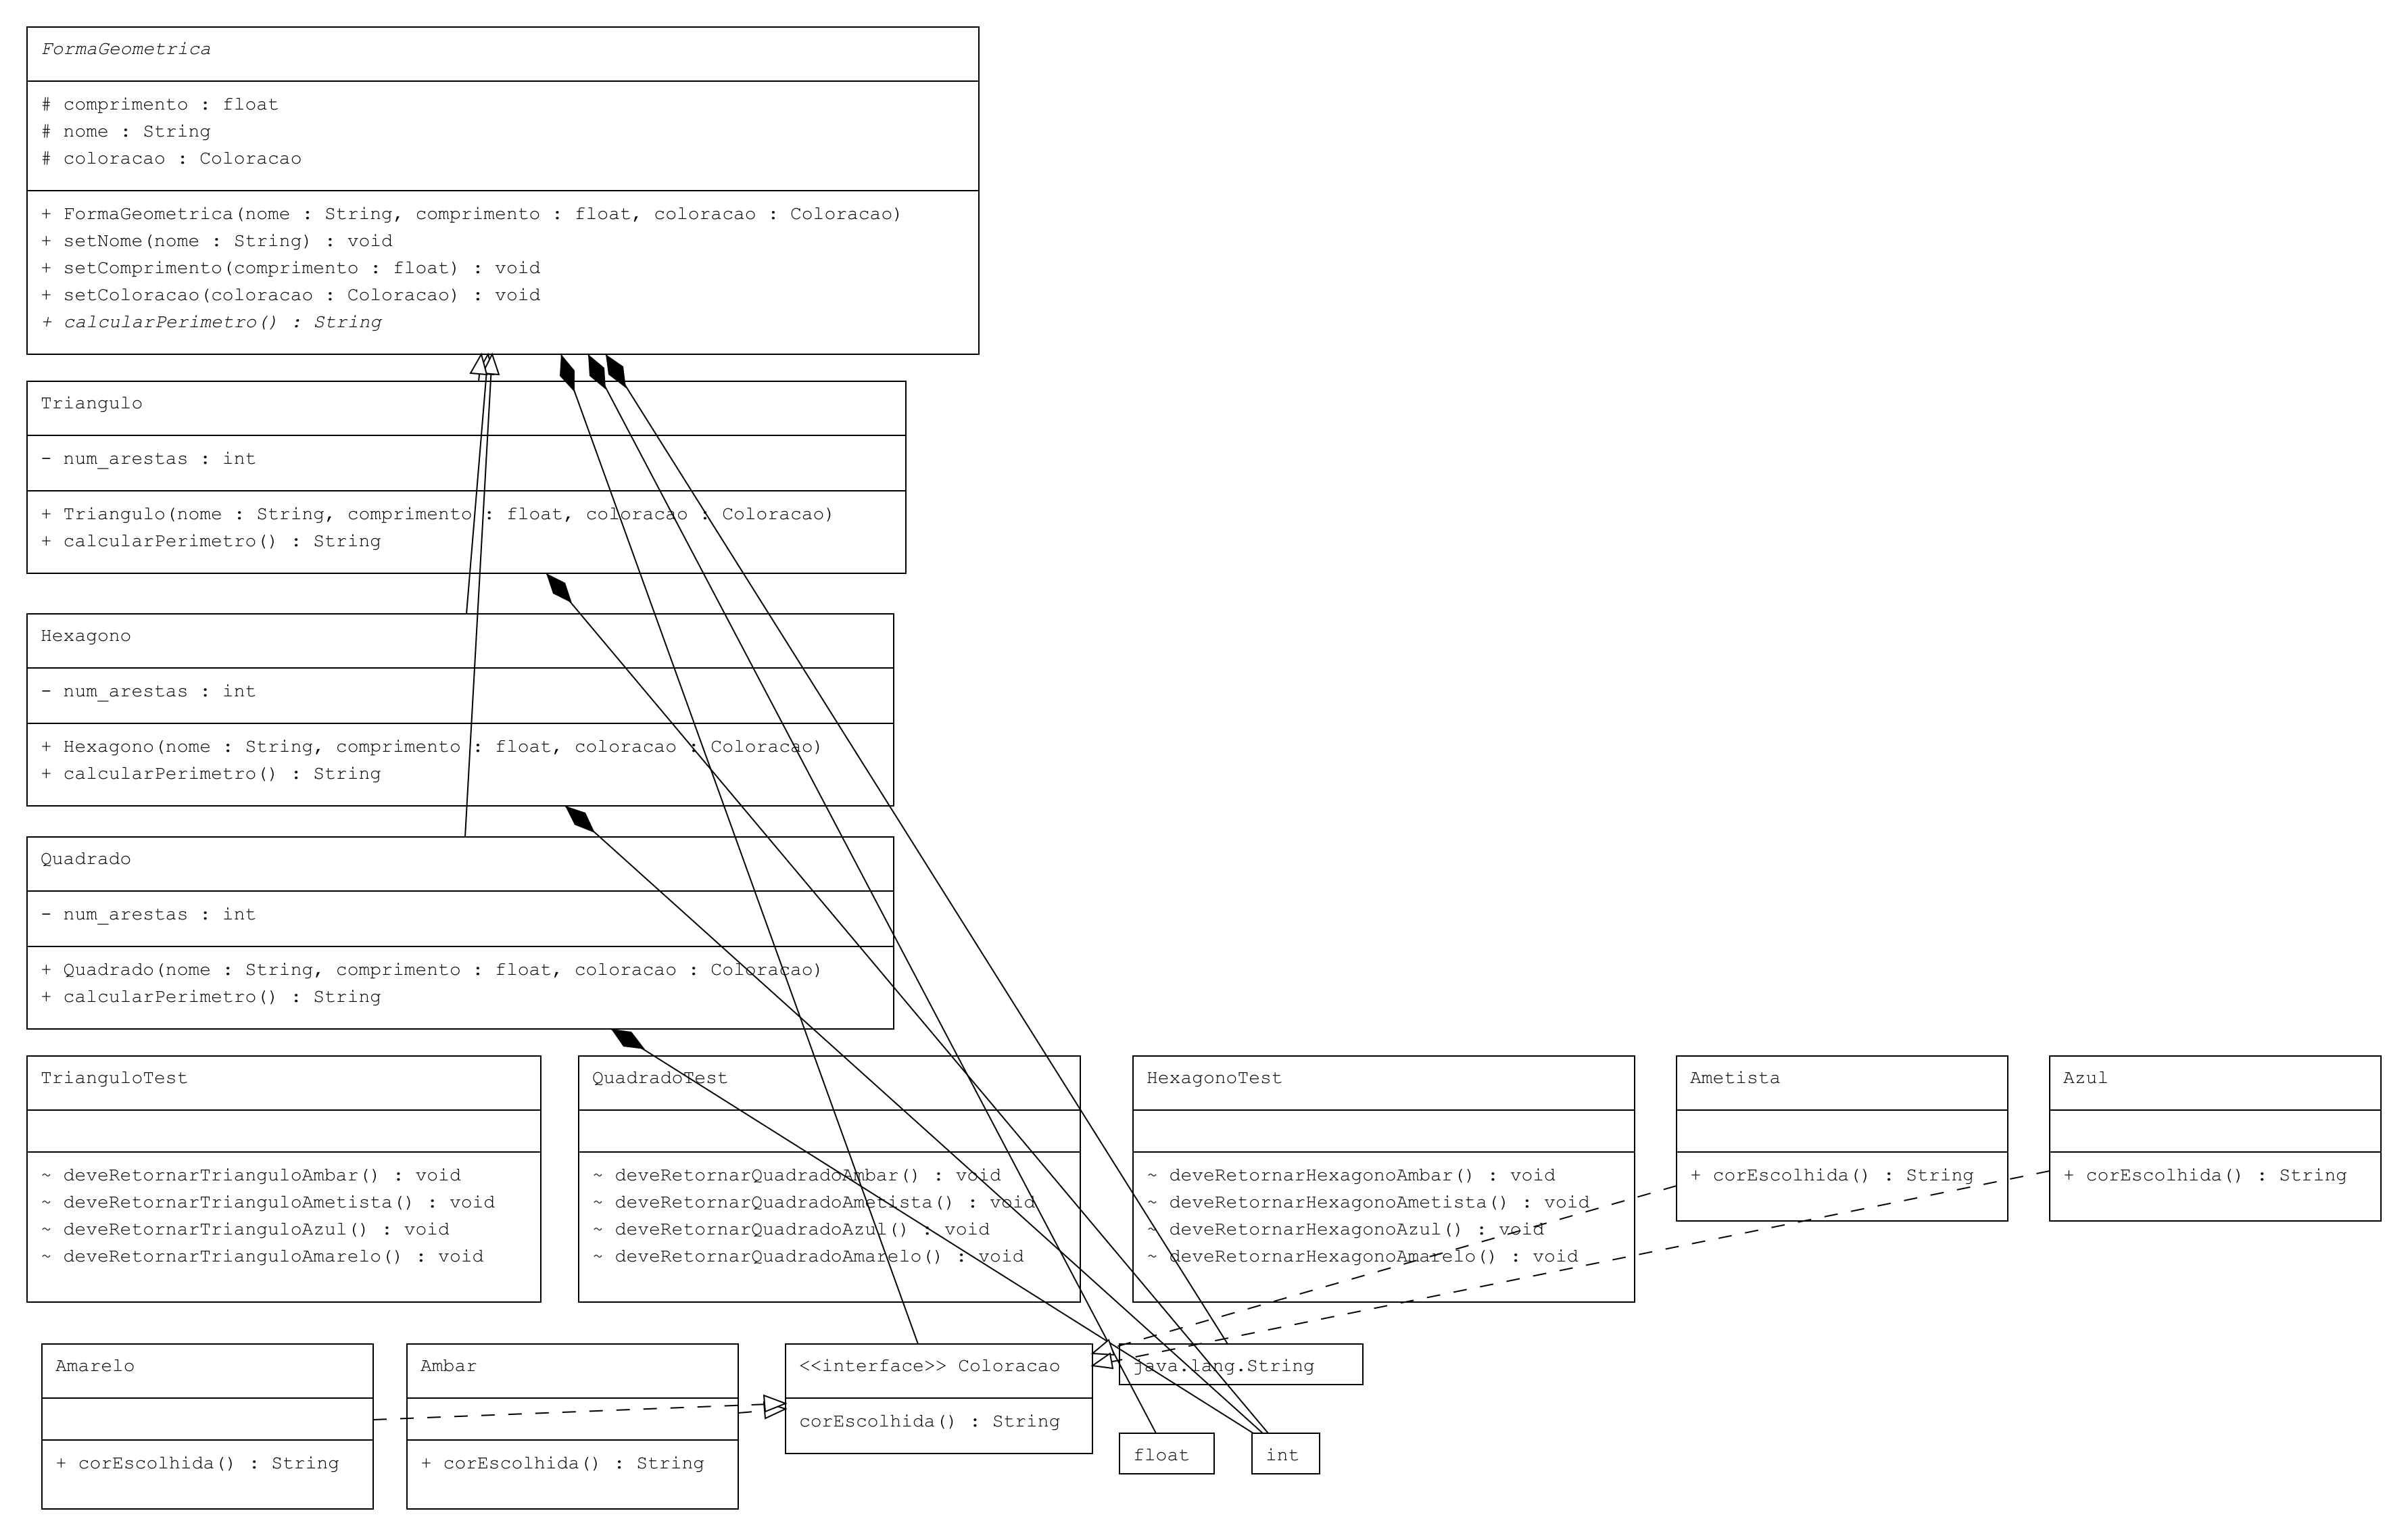 FormaGeometrica
# comprimento : float
# nome : String
# coloracao : Coloracao
+ FormaGeometrica(nome : String, comprimento : float, coloracao : Coloracao)
+ setNome(nome : String) : void
+ setComprimento(comprimento : float) : void
+ setColoracao(coloracao : Coloracao) : void
+ calcularPerimetro() : String
Triangulo
- num_arestas : int
+ Triangulo(nome : String, comprimento : float, coloracao : Coloracao)
+ calcularPerimetro() : String
Hexagono
- num_arestas : int
+ Hexagono(nome : String, comprimento : float, coloracao : Coloracao)
+ calcularPerimetro() : String
Quadrado
- num_arestas : int
+ Quadrado(nome : String, comprimento : float, coloracao : Coloracao)
+ calcularPerimetro() : String
TrianguloTest
~ deveRetornarTrianguloAmbar() : void
~ deveRetornarTrianguloAmetista() : void
~ deveRetornarTrianguloAzul() : void
~ deveRetornarTrianguloAmarelo() : void
QuadradoTest
~ deveRetornarQuadradoAmbar() : void
~ deveRetornarQuadradoAmetista() : void
~ deveRetornarQuadradoAzul() : void
~ deveRetornarQuadradoAmarelo() : void
HexagonoTest
~ deveRetornarHexagonoAmbar() : void
~ deveRetornarHexagonoAmetista() : void
~ deveRetornarHexagonoAzul() : void
~ deveRetornarHexagonoAmarelo() : void
Ametista
+ corEscolhida() : String
Azul
+ corEscolhida() : String
Amarelo
+ corEscolhida() : String
Ambar
+ corEscolhida() : String
<<interface>> Coloracao
corEscolhida() : String
java.lang.String
float
int